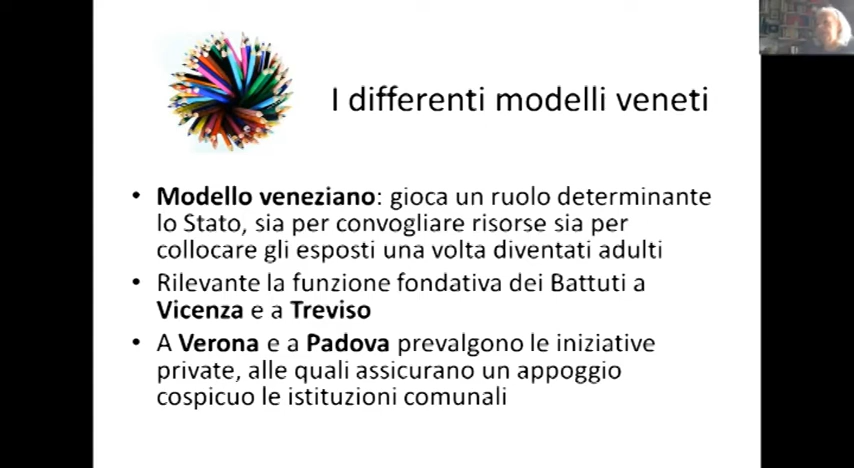 I differenti modelli veneti
• Modello veneziano: gioca un ruolo determinante
lo Stato, sia per convogliare risorse sia per
collocare gli esposti una volta diventati adulti
• Rilevante la funzione fondativa dei Battuti a
Vicenza e a Treviso
• A Verona e a Padova prevalgono le iniziative
private, alle quali assicurano un appoggio
cospicuo le istituzioni comunali